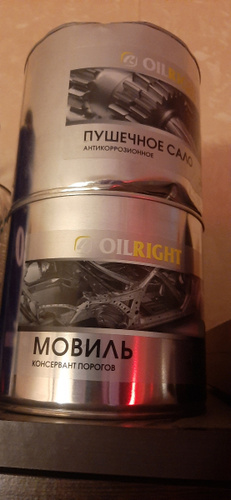 OILRIGHT
ПУШЕЧНОЕ САЛО
АНТИКОРРОЗИОННОЕ
OILRIGHT
МОВИЛЬ
КОНСЕРВАНТ ПОРОГОВ